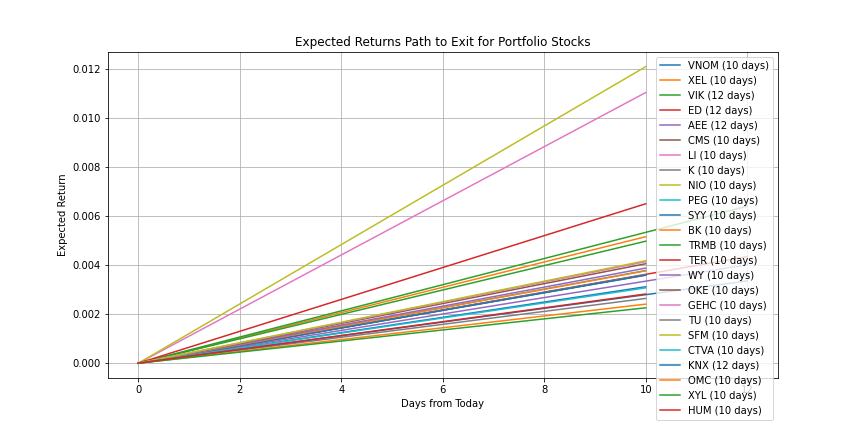 Expected Returns Path to Exit for Portfolio Stocks
Expected Return
0.012
0.010
0.008
0.006
0.004
0.002
0.000
0
2
4
6
8
10
Days from Today
VNOM (10 days)
XEL (10 days)
VIK (12 days)
ED (12 days)
AEE (12 days)
CMS (10 days)
LI (10 days)
K (10 days)
NIO (10 days)
PEG (10 days)
SYY (10 days)
BK (10 days)
TRMB (10 days)
TER (10 days)
WY (10 days)
OKE (10 days)
GEHC (10 days)
TU (10 days)
SFM (10 days)
CTVA (10 days)
KNX (12 days)
OMC (10 days)
XYL (10 days)
HUM (10 days)